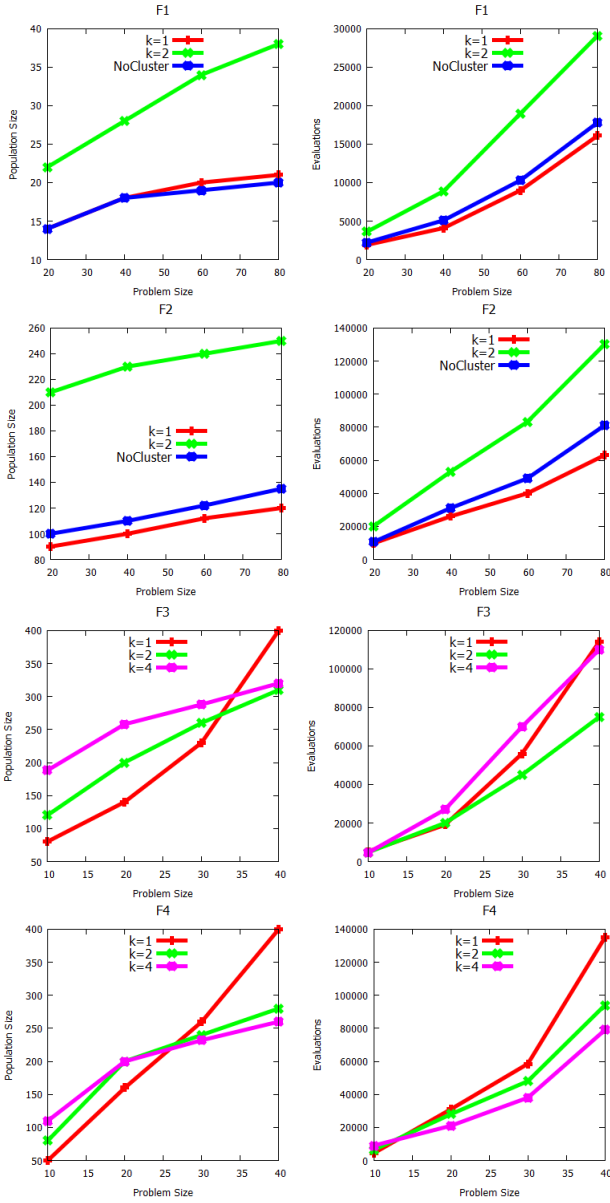 F1
Population Size
40
35
30
25
20
15
10
k=1
k=2
NoCluster
20 30 40 50 60 70 80
Problem Size
F1
Evaluations
30000
25000
20000
15000
10000
5000
0
k=1
k=2
NoCluster
20 30 40 50 60 70 80
Problem Size
F2
Population Size
260
240
220
200
180
160
140
120
100
80
k=1
k=2
NoCluster
20 30 40 50 60 70 80
Problem Size
F2
Evaluations
140000
120000
100000
80000
60000
40000
20000
0
k=1
k=2
NoCluster
20 30 40 50 60 70 80
Problem Size
F3
Population Size
400
350
300
250
200
150
100
50
k=1
k=2
k=4
10 15 20 25 30 35 40
Problem Size
F3
Evaluations
120000
100000
80000
60000
40000
20000
0
k=1
k=2
k=4
10 15 20 25 30 35 40
Problem Size
F4
Population Size
400
350
300
250
200
150
100
50
k=1
k=2
k=4
10 15 20 25 30 35 40
Problem Size
F4
Evaluations
140000
120000
100000
80000
60000
40000
20000
0
k=1
k=2
k=4
10 15 20 25 30 35 40
Problem Size